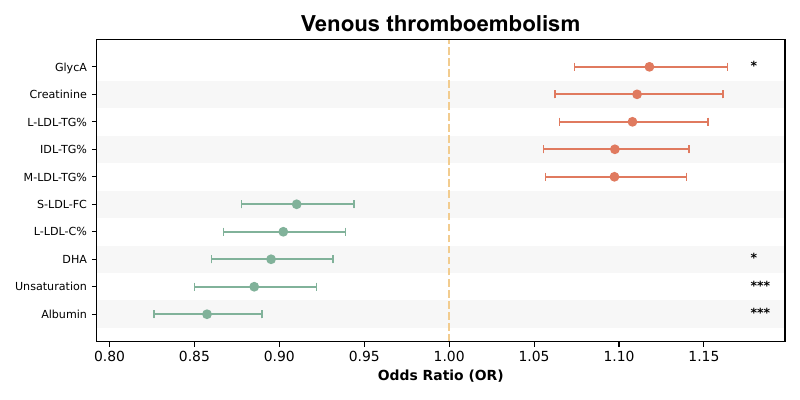 Venous thromboembolism
GlycA *
Creatinine
L-LDL-TG%
IDL-TG%
M-LDL-TG%
S-LDL-FC
L-LDL-C%
DHA *
Unsaturation ***
Albumin ***
0.80 0.85 0.90 0.95 1.00 1.05 1.10 1.15
Odds Ratio (OR)